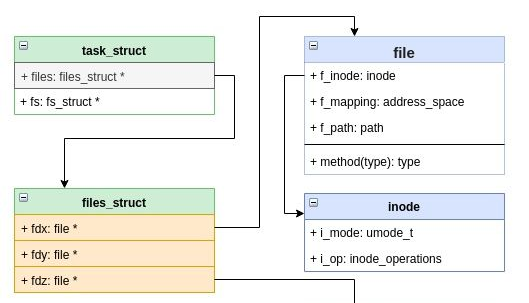 task_struct
+ files: files_struct *
+ fs: fs_struct *
files_struct
+ fdx: file *
+ fdy: file *
+ fdz: file *
file
+ f_inode: inode
+ f_mapping: address_space
+ f_path: path
+ method(type): type
inode
+ i_mode: umode_t
+ i_op: inode_operations